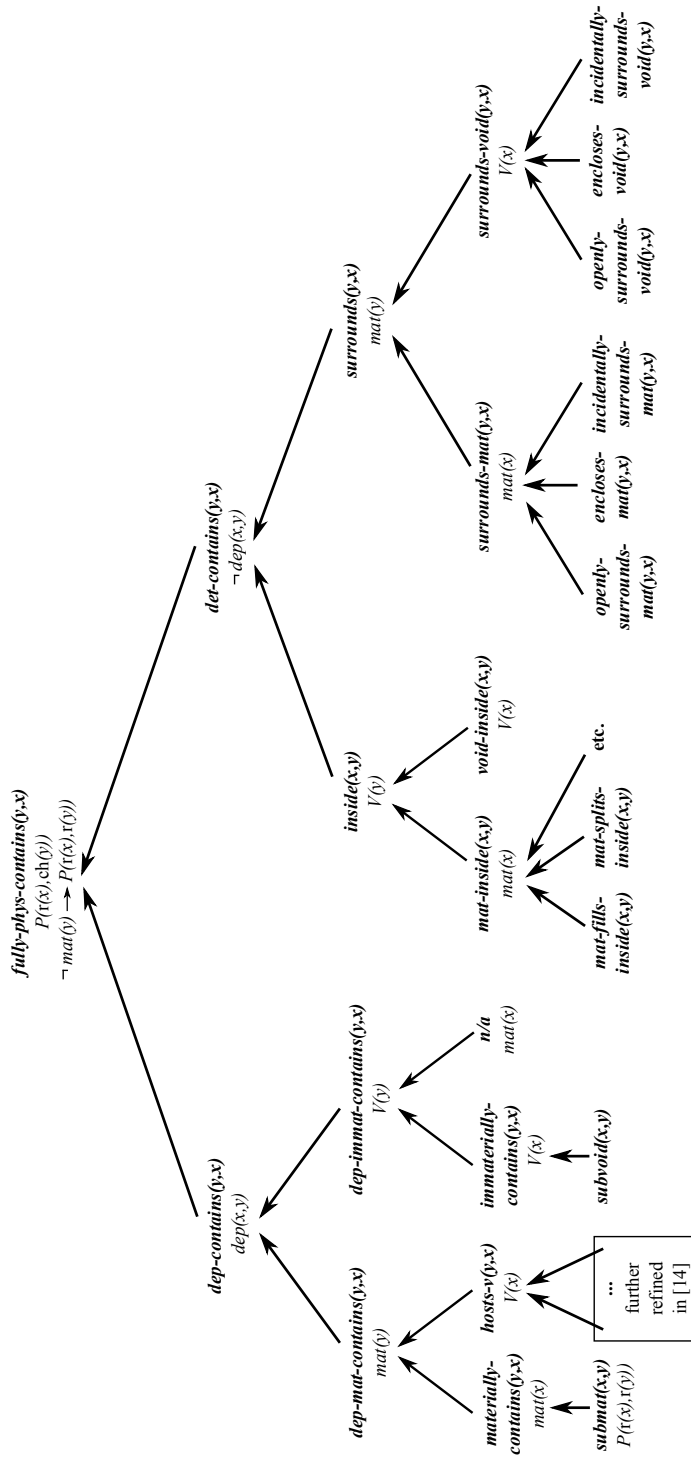 fully-phys-contains(y,x)
P(r(x),ch(y))
¬ mat(y) → P(r(x),r(y))
dep-contains(y,x)
dep(x,y)
det-contains(y,x)
¬ dep(x,y)
dep-mat-contains(y,x)
mat(y)
dep-immat-contains(y,x)
V(y)
inside(x,y)
V(y)
surrounds(y,x)
mat(y)
materially-
contains(y,x)
mat(x)
hosts-v(y,x)
V(x)
immaterially-
contains(y,x)
V(x)
n/a
mat(x)
mat-inside(x,y)
mat(x)
void-inside(x,y)
V(x)
surrounds-mat(y,x)
mat(x)
surrounds-void(y,x)
V(x)
submat(x,y)
P(r(x),r(y))
...
further
refined
in [14]
subvoid(x,y)
mat-fills-
inside(x,y)
mat-splits-
inside(x,y)
etc.
openly-
surrounds-
mat(y,x)
encloses-
mat(y,x)
incidentally-
surrounds-
mat(y,x)
openly-
surrounds-
void(y,x)
encloses-
void(y,x)
incidentally-
surrounds-
void(y,x)